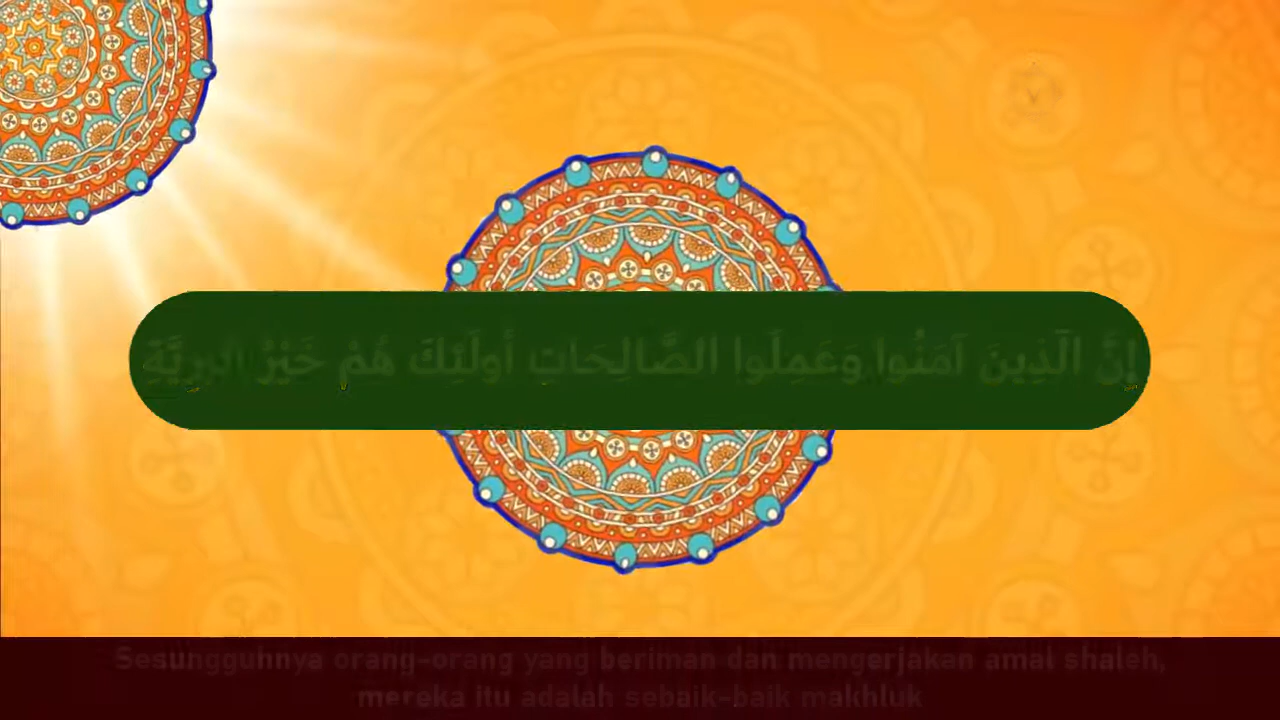 إِنَّ الَّذِينَ آمَنُوا وَعَمِلُوا الصَّالِحَاتِ أُولَئِكَ هُمْ خَيْرُ الْبَرِيَّةِ
Sesungguhnya orang-orang yang beriman dan mengerjakan amal shaleh,
mereka itu adalah sebaik-baik makhluk